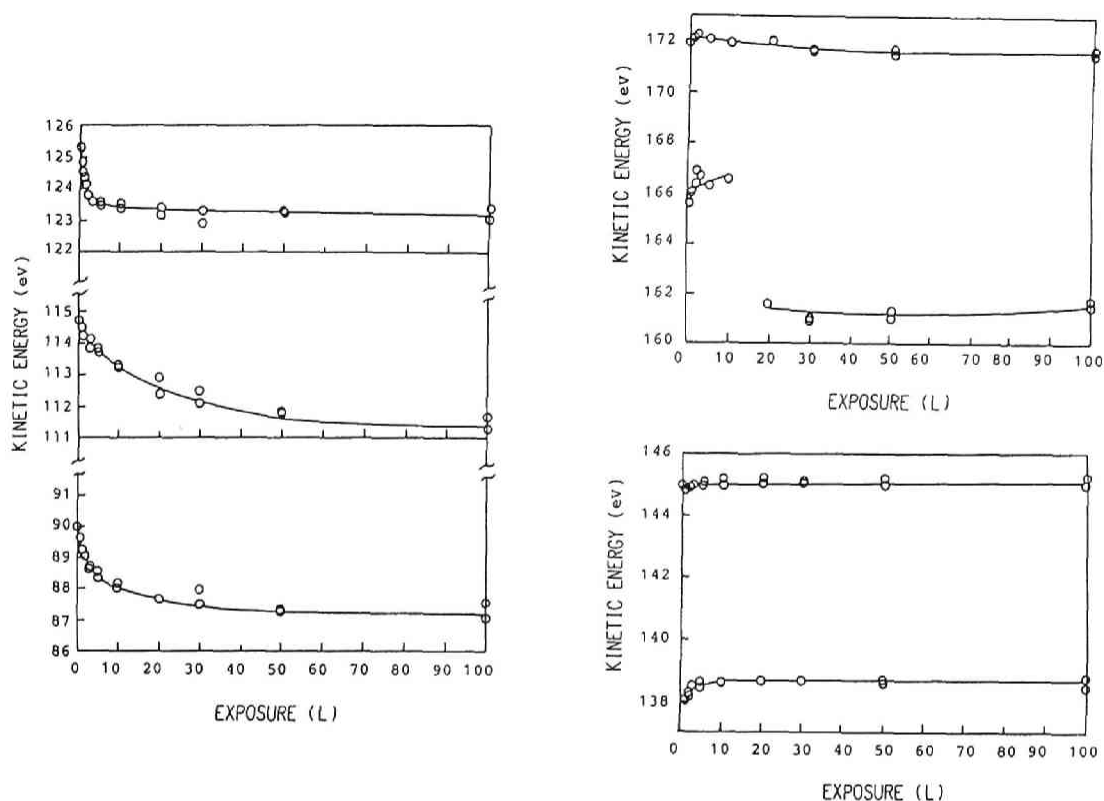 126
125
124
123
122
115
114
113
112
111
91
90
89
88
87
86
0 10 20 30 40 50 60 70 80 90 100
EXPOSURE (L)
KINETIC ENERGY (eV)
KINETIC ENERGY (eV)
172
170
168
166
164
162
160
0 10 20 30 40 50 60 70 80 90 100
EXPOSURE (L)
KINETIC ENERGY (eV)
146
144
142
140
138
0 10 20 30 40 50 60 70 80 90 100
EXPOSURE (L)
KINETIC ENERGY (eV)